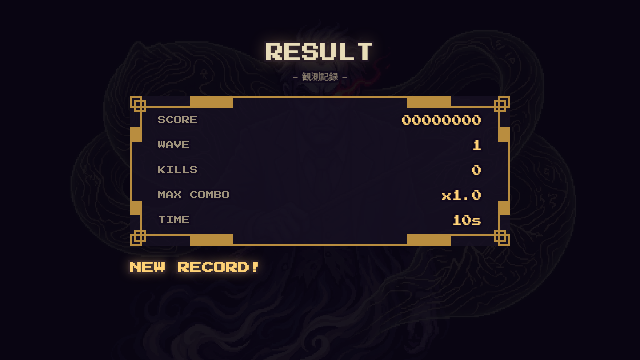 RESULT
– 観測記録 –
SCORE 00000000
WAVE 1
KILLS 0
MAX COMBO x1.0
TIME 10s
NEW RECORD!